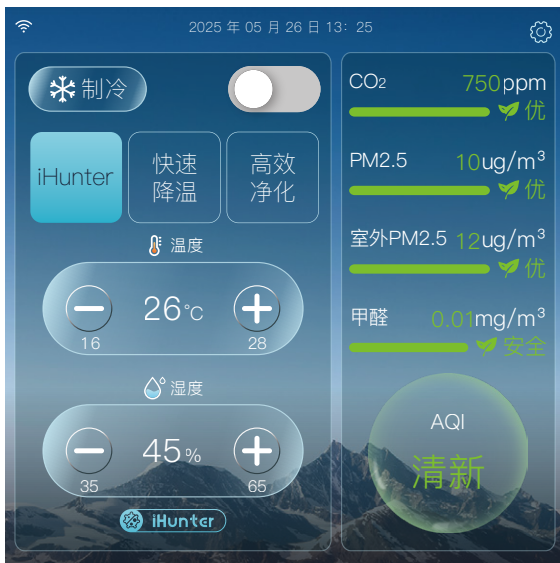 2025 年 05 月 26 日 13：25
制冷
iHunter
快速
降温
高效
净化
温度
26℃
16
28
湿度
45%
35
65
iHunter
CO₂
750ppm
优
PM2.5
10ug/m³
优
室外PM2.5
12ug/m³
优
甲醛
0.01mg/m³
安全
AQI
清新